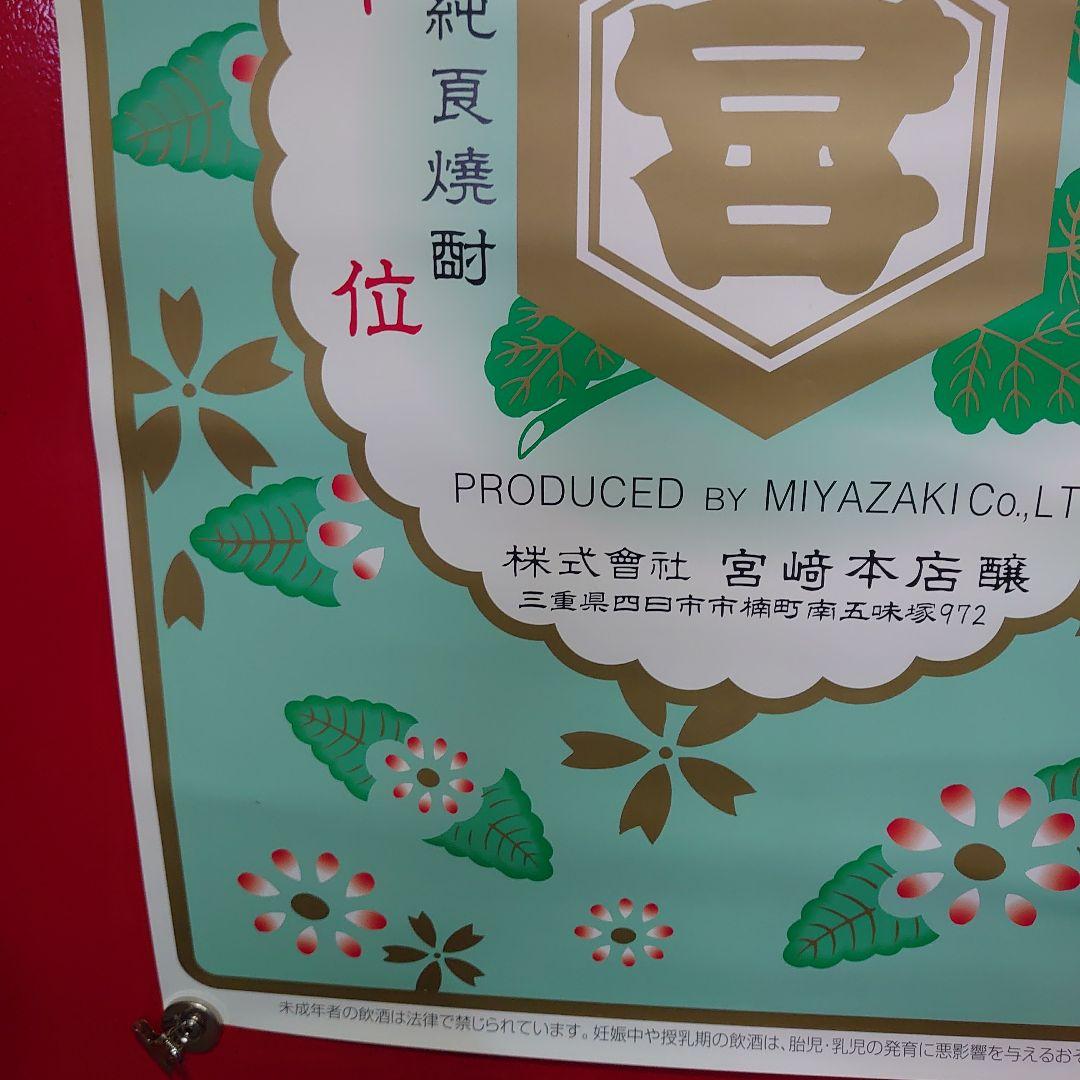 純良焼酎
位
宮
PRODUCED BY MIYAZAKI Co., LT
株式會社 宮﨑本店醸
三重県四日市市楠町南五味塚972
未成年者の飲酒は法律で禁じられています。妊娠中や授乳期の飲酒は、胎児・乳児の発育に悪影響を与えるおそ